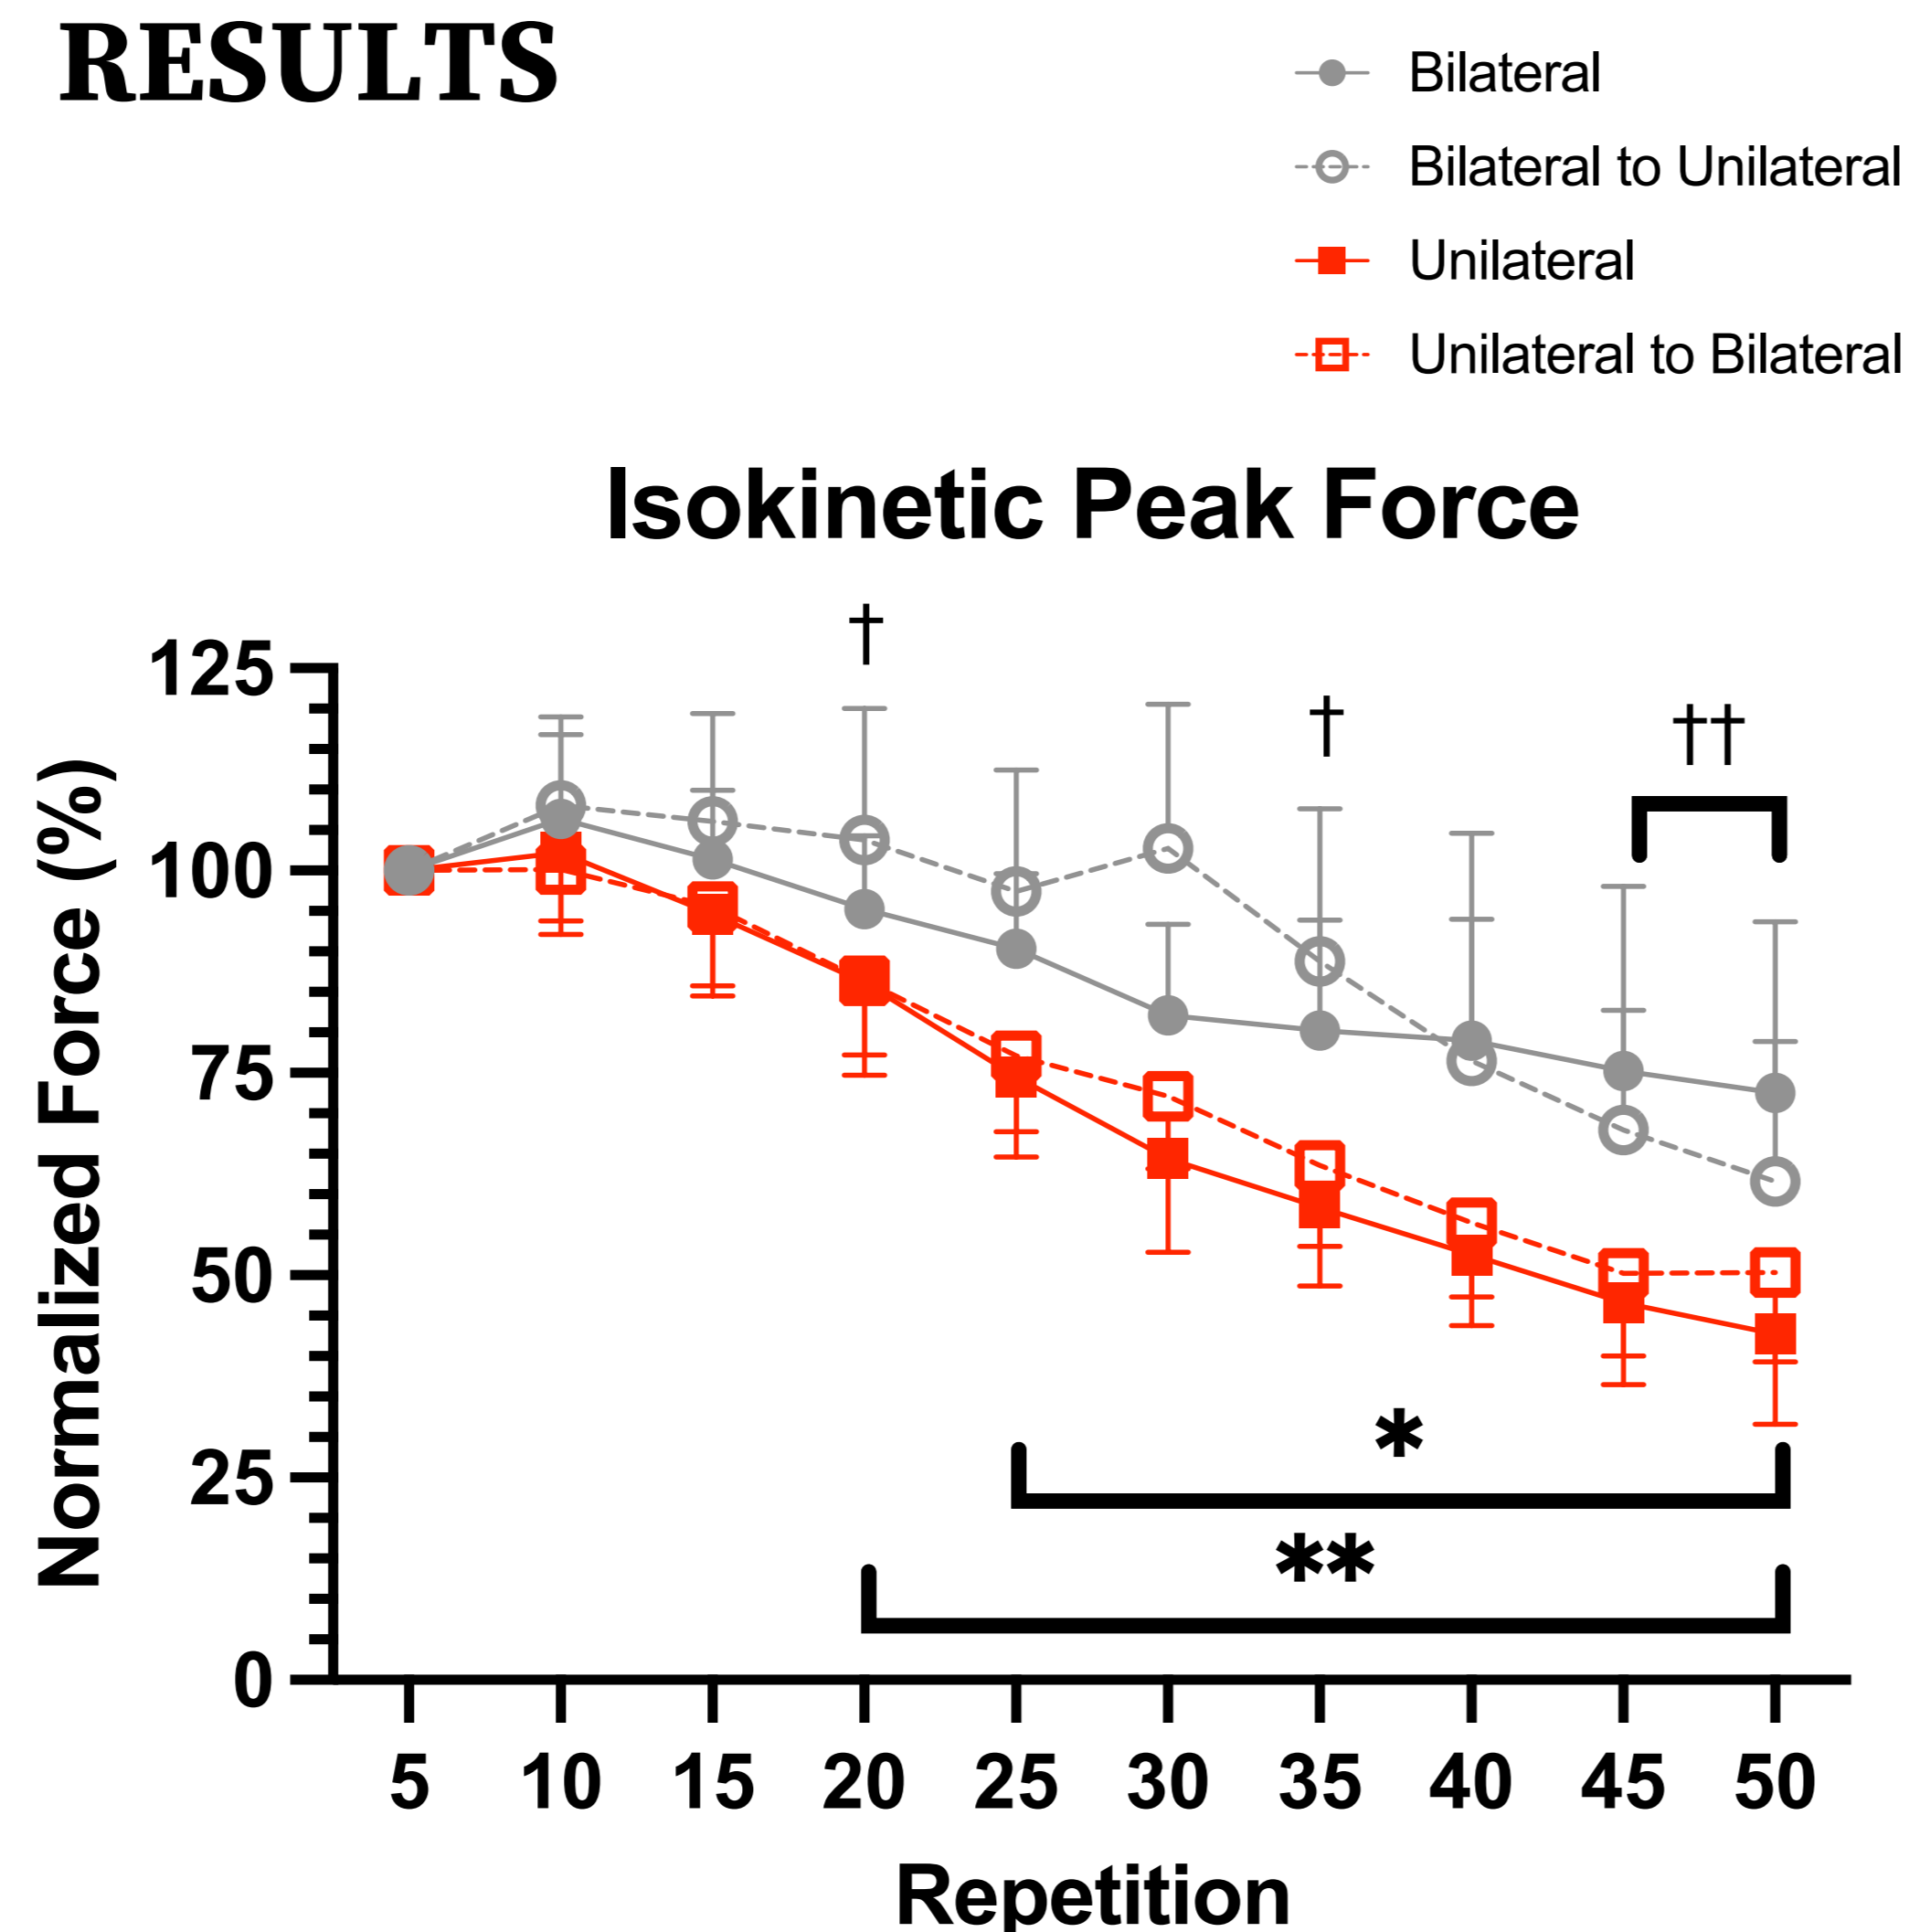 RESULTS
Bilateral
Bilateral to Unilateral
Unilateral
Unilateral to Bilateral
Isokinetic Peak Force
†
†
††
125
100
75
50
25
0
Normalized Force (%)
*
**
5 10 15 20 25 30 35 40 45 50
Repetition